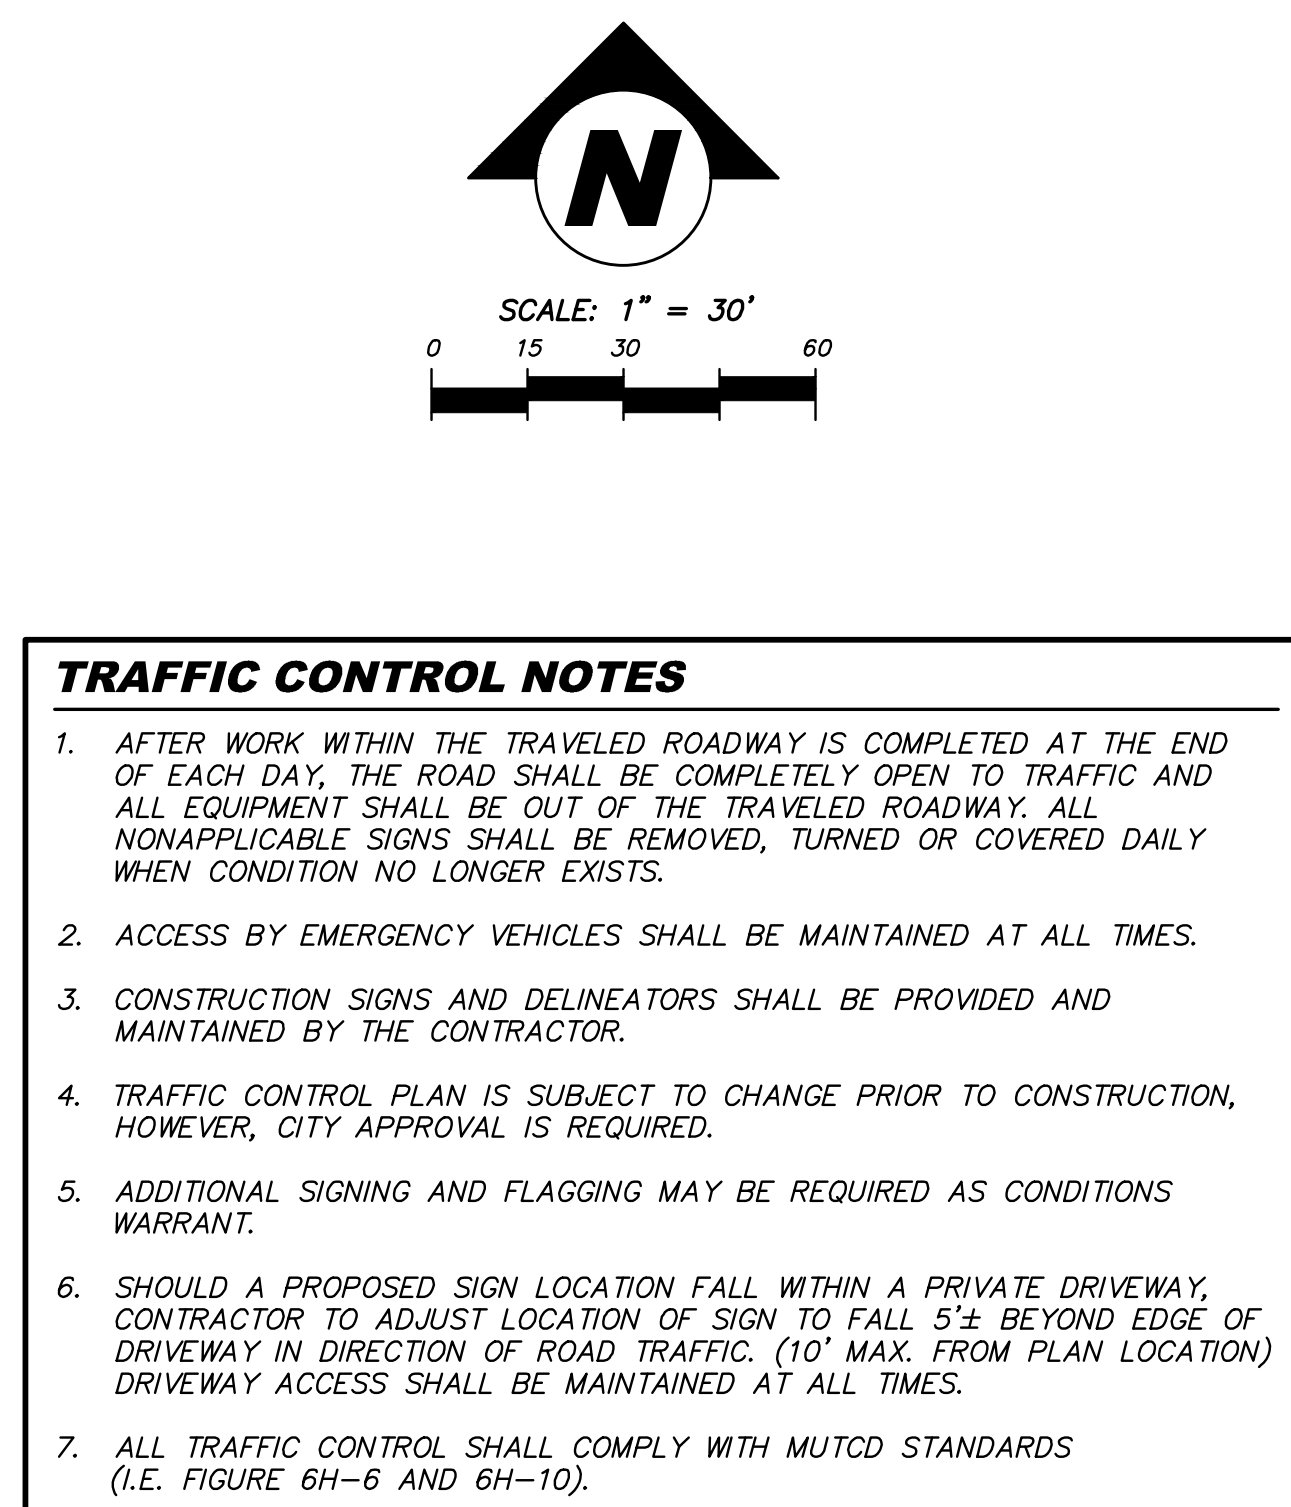 N
SCALE: 1" = 30'
0 15 30 60
TRAFFIC CONTROL NOTES
1. AFTER WORK WITHIN THE TRAVELED ROADWAY IS COMPLETED AT THE END
OF EACH DAY, THE ROAD SHALL BE COMPLETELY OPEN TO TRAFFIC AND
ALL EQUIPMENT SHALL BE OUT OF THE TRAVELED ROADWAY. ALL
NONAPPLICABLE SIGNS SHALL BE REMOVED, TURNED OR COVERED DAILY
WHEN CONDITION NO LONGER EXISTS.
2. ACCESS BY EMERGENCY VEHICLES SHALL BE MAINTAINED AT ALL TIMES.
3. CONSTRUCTION SIGNS AND DELINEATORS SHALL BE PROVIDED AND
MAINTAINED BY THE CONTRACTOR.
4. TRAFFIC CONTROL PLAN IS SUBJECT TO CHANGE PRIOR TO CONSTRUCTION,
HOWEVER, CITY APPROVAL IS REQUIRED.
5. ADDITIONAL SIGNING AND FLAGGING MAY BE REQUIRED AS CONDITIONS
WARRANT.
6. SHOULD A PROPOSED SIGN LOCATION FALL WITHIN A PRIVATE DRIVEWAY,
CONTRACTOR TO ADJUST LOCATION OF SIGN TO FALL 5'± BEYOND EDGE OF
DRIVEWAY IN DIRECTION OF ROAD TRAFFIC. (10' MAX. FROM PLAN LOCATION)
DRIVEWAY ACCESS SHALL BE MAINTAINED AT ALL TIMES.
7. ALL TRAFFIC CONTROL SHALL COMPLY WITH MUTCD STANDARDS
(I.E. FIGURE 6H-6 AND 6H-10).